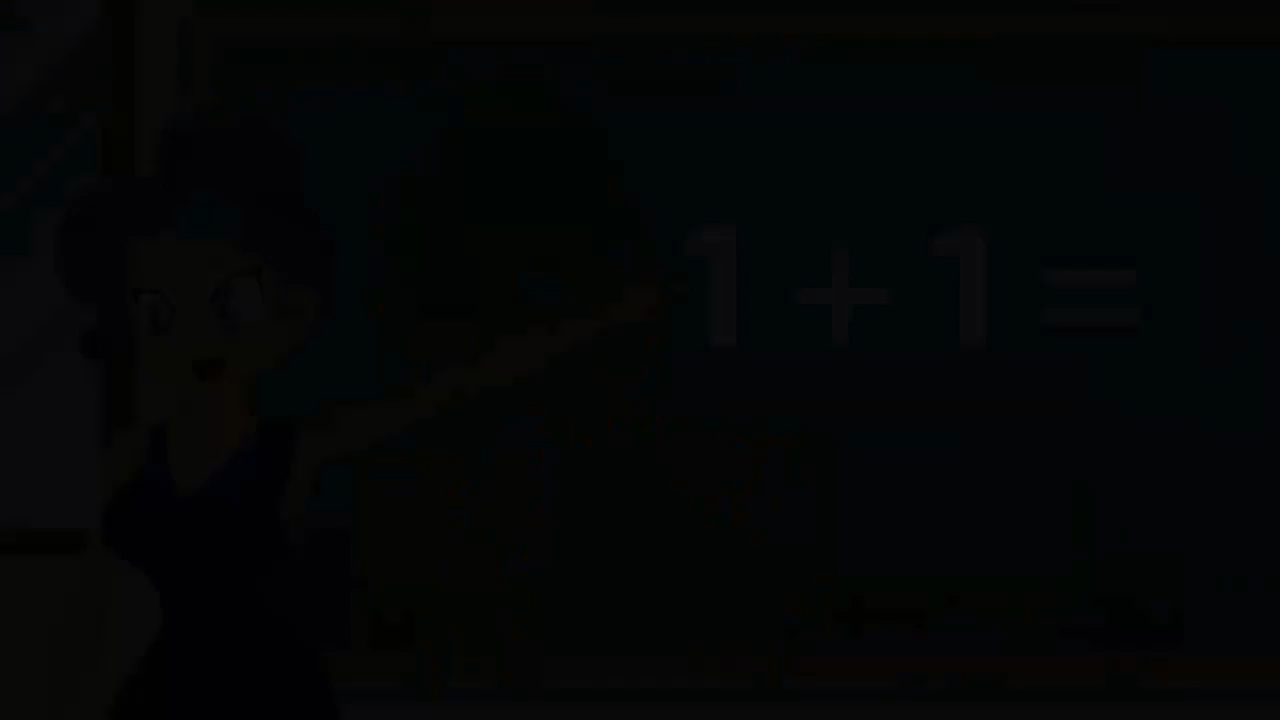 1 + 1 =